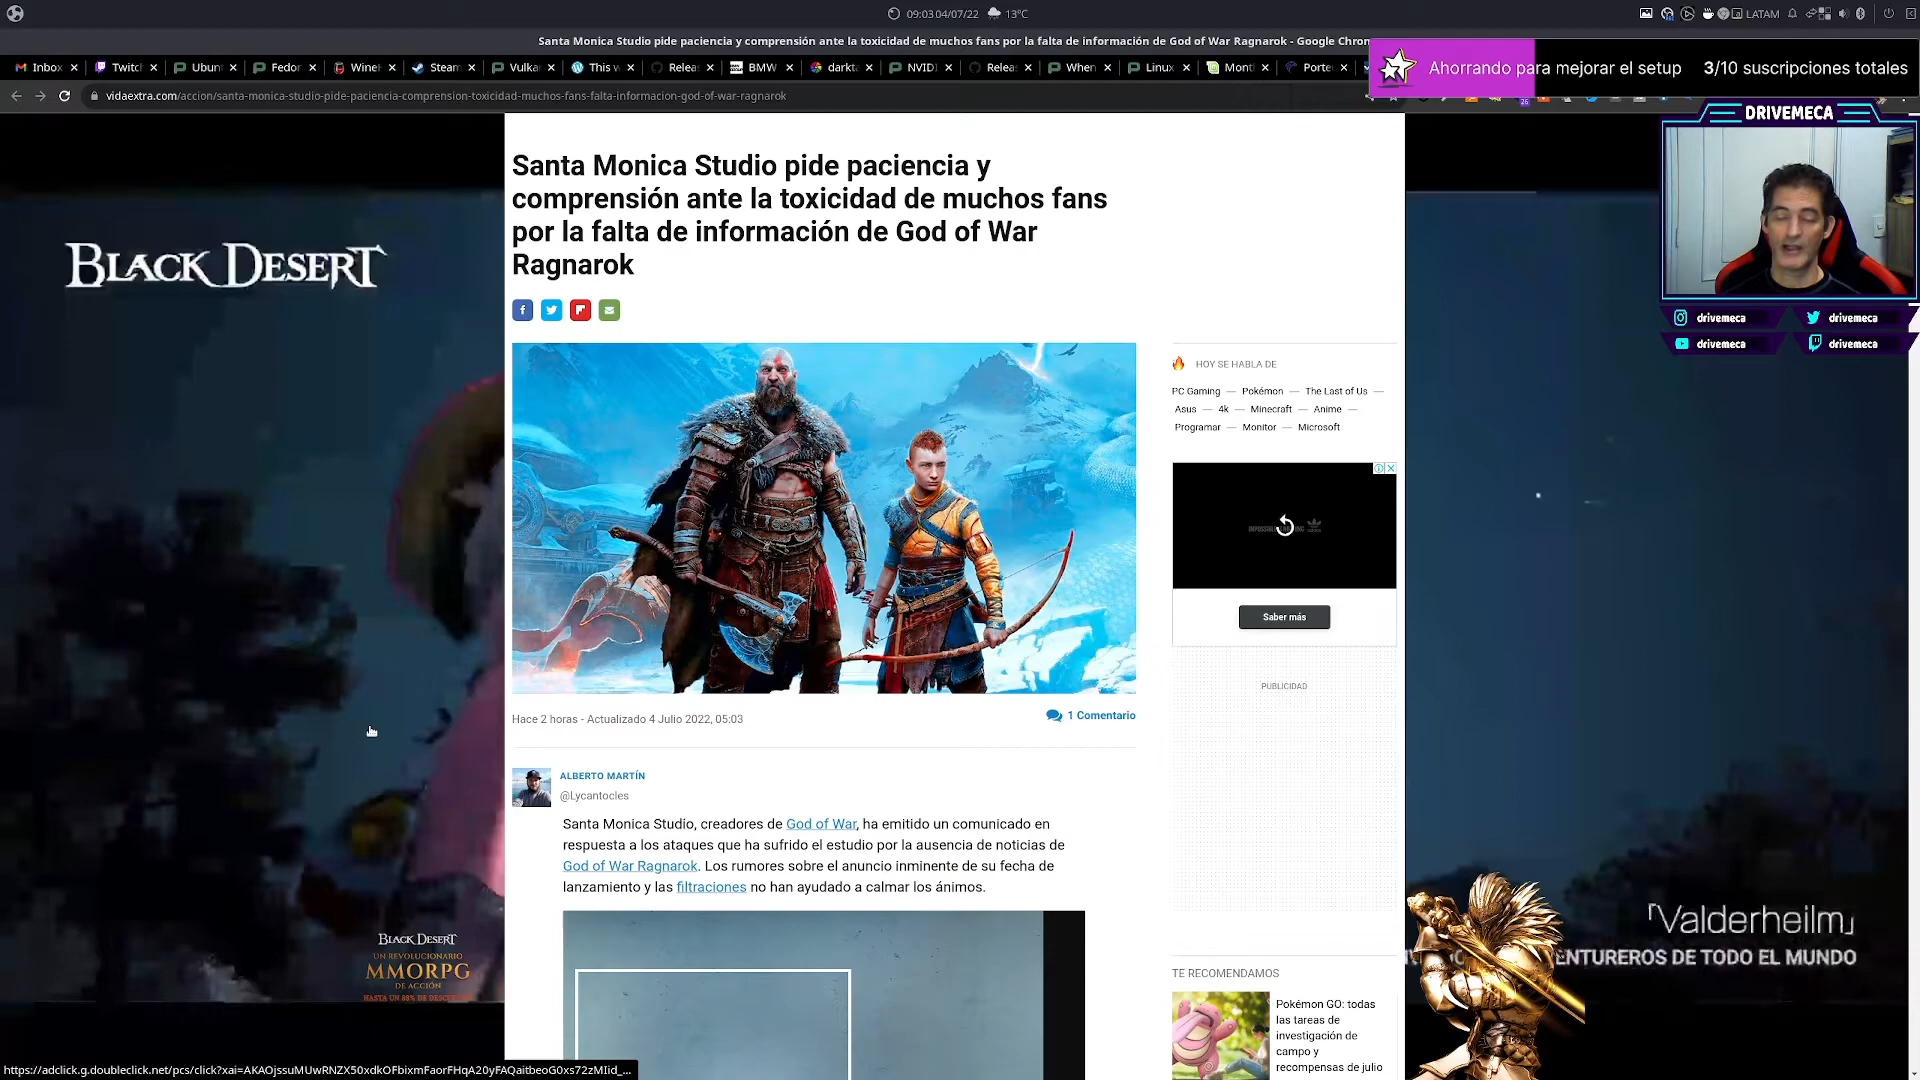 09:03 04/07/22 13°C
LATAM
Santa Monica Studio pide paciencia y comprensión ante la toxicidad de muchos fans por la falta de información de God of War Ragnarok - Google Chron
Inbox
Twitch
Ubun
Fedor
Wine
Steam
Vulka
This w
Relea
BMW
darkt
NVIDI
Relea
When
Linux
Monti
Porte
Ahorrando para mejorar el setup 3/10 suscripciones totales
vidaextra.com/accion/santa-monica-studio-pide-paciencia-comprension-toxicidad-muchos-fans-falta-informacion-god-of-war-ragnarok
26
DRIVEMECA
drivemeca
drivemeca
drivemeca
drivemeca
BLACK DESERT
Santa Monica Studio pide paciencia y
comprensión ante la toxicidad de muchos fans
por la falta de información de God of War
Ragnarok
HOY SE HABLA DE
PC Gaming — Pokémon — The Last of Us —
Asus — 4k — Minecraft — Anime —
Programar — Monitor — Microsoft
Saber más
PUBLICIDAD
Hace 2 horas - Actualizado 4 Julio 2022, 05:03
1 Comentario
ALBERTO MARTÍN
@Lycantocles
Santa Monica Studio, creadores de God of War, ha emitido un comunicado en
respuesta a los ataques que ha sufrido el estudio por la ausencia de noticias de
God of War Ragnarok. Los rumores sobre el anuncio inminente de su fecha de
lanzamiento y las filtraciones no han ayudado a calmar los ánimos.
BLACK DESERT
UN REVOLUCIONARIO
MMORPG
DE ACCIÓN
HASTA UN 88% DE
「Valderheilm」
ENTUREROS DE TODO EL MUNDO
TE RECOMENDAMOS
Pokémon GO: todas
las tareas de
investigación de
campo y
recompensas de julio